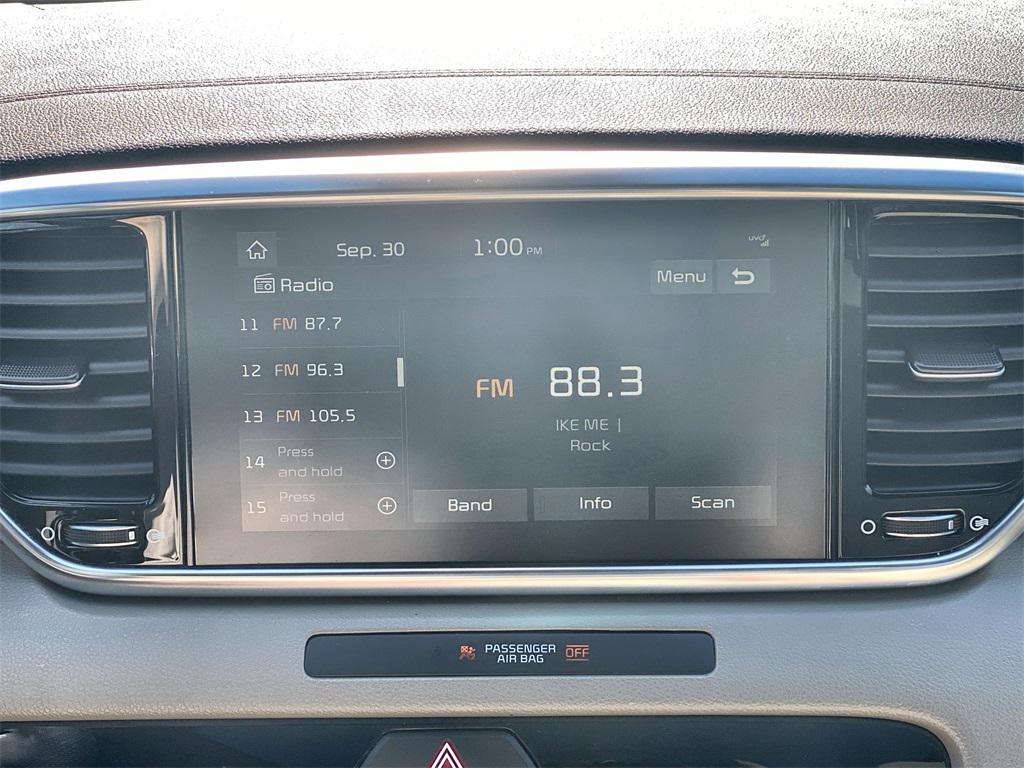 Sep. 30 1:00 PM UVO
Radio Menu
11 FM 87.7
12 FM 96.3
13 FM 105.5
14 Press and hold
15 Press and hold
FM 88.3
IKE ME |
Rock
Band Info Scan
PASSENGER
AIR BAG OFF